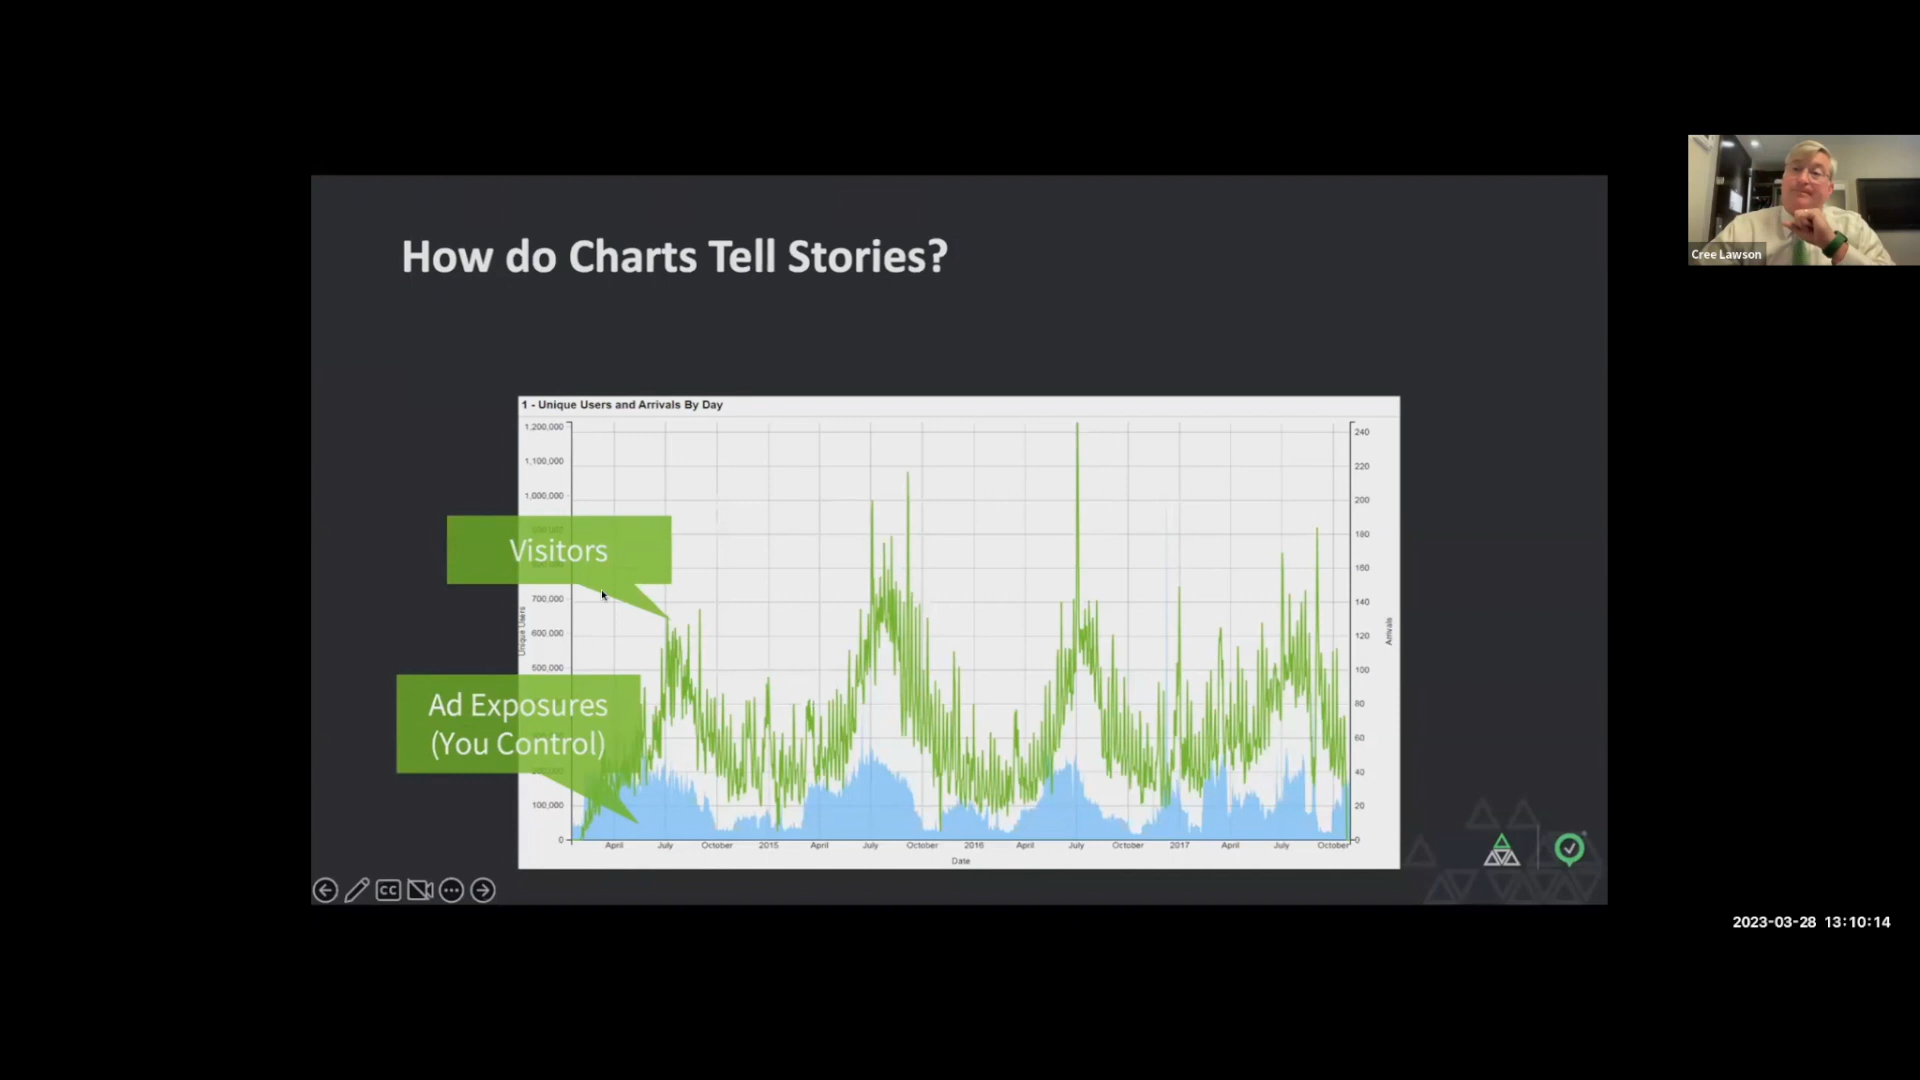 How do Charts Tell Stories?
1 - Unique Users and Arrivals By Day
1,200,000
1,100,000
1,000,000
700,000
600,000
500,000
100,000
0
Unique Users
240
220
200
180
160
140
120
100
80
60
40
20
0
Arrivals
Visitors
Ad Exposures
(You Control)
April July October 2015 April July October 2016 April July October 2017 April July October
Date
CC
Cree Lawson
2023-03-28 13:10:14